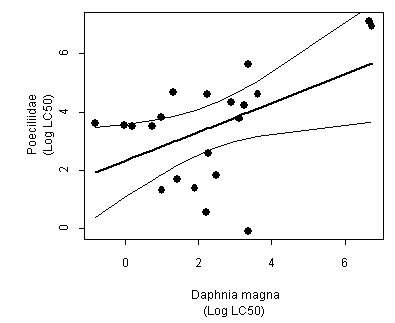 Poeciliidae
(Log LC50)
6
4
2
0
0 2 4 6
Daphnia magna
(Log LC50)